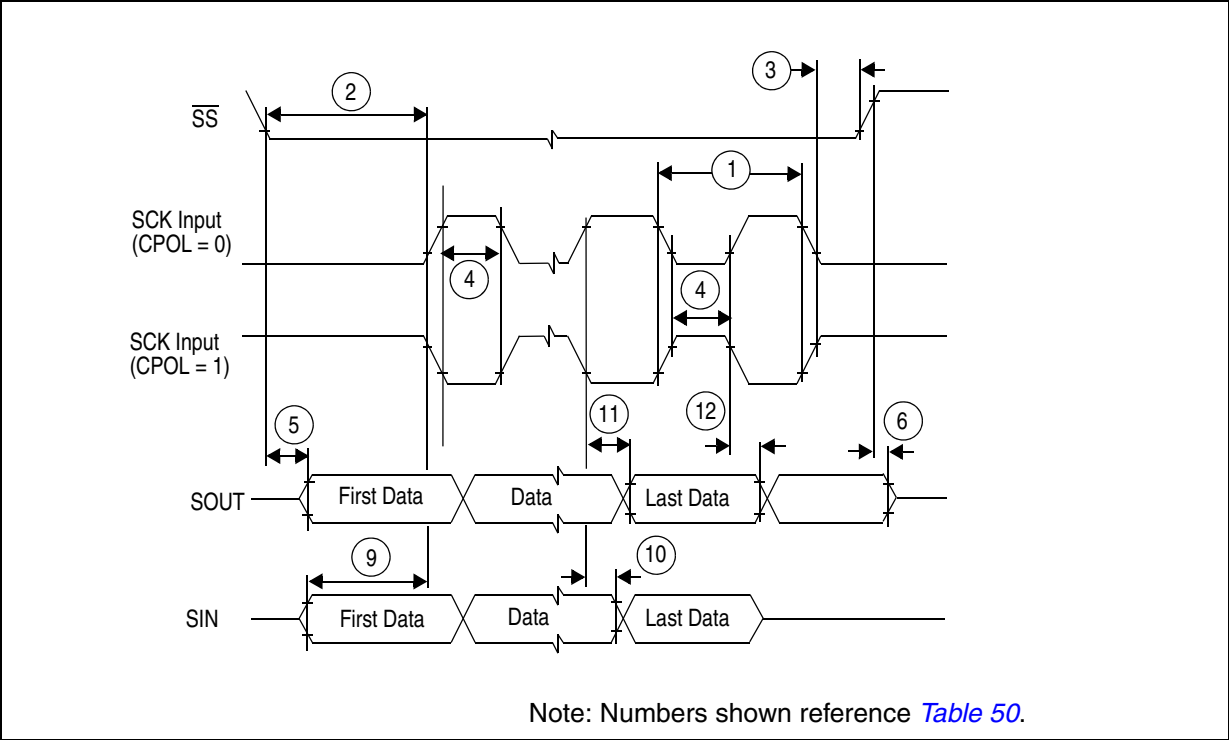 3
2
SS
1
SCK Input
(CPOL = 0)
4
4
SCK Input
(CPOL = 1)
11
12
5
6
SOUT
First Data
Data
Last Data
9
10
SIN
First Data
Data
Last Data
Note: Numbers shown reference Table 50.